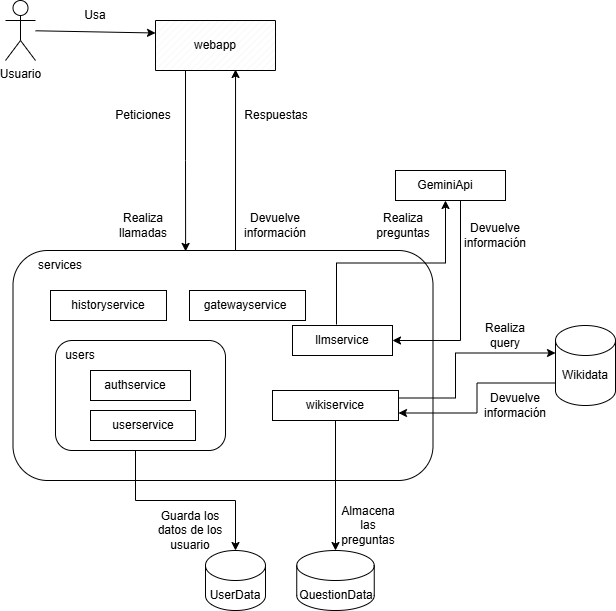 Usa
webapp
Usuario
Peticiones
Respuestas
GeminiApi
Realiza
llamadas
Devuelve
información
Realiza
preguntas
Devuelve
información
services
historyservice
gatewayservice
llmservice
Realiza
query
users
authservice
userservice
wikiservice
Wikidata
Devuelve
información
Guarda los
datos de los
usuario
Almacena
las
preguntas
UserData
QuestionData